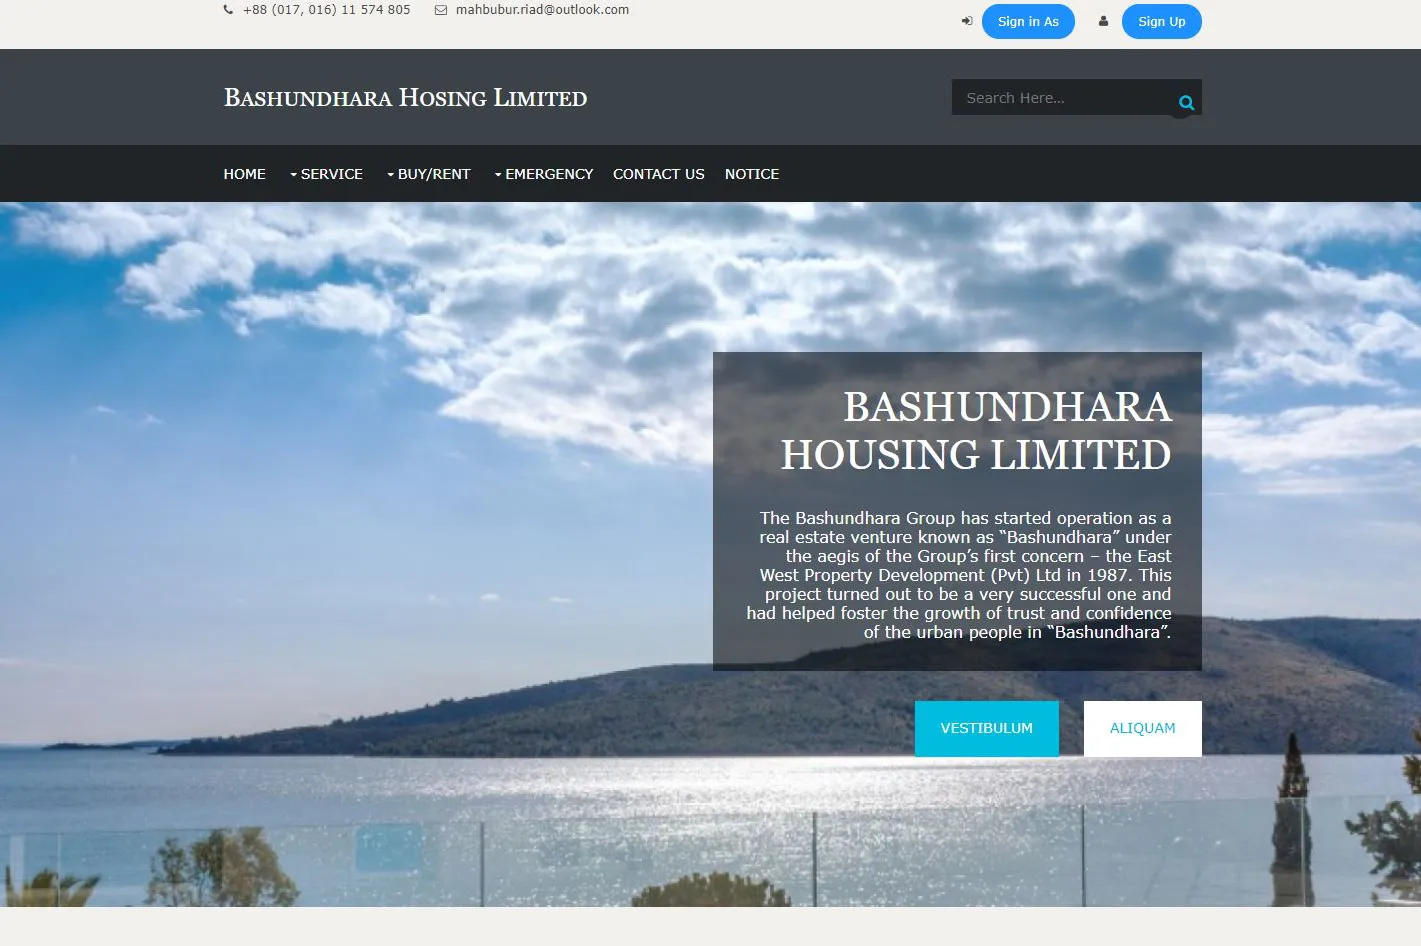 +88 (017, 016) 11 574 805 mahbubur.riad@outlook.com Sign in As Sign Up
Bashundhara Hosing Limited
Search Here...
HOME SERVICE BUY/RENT EMERGENCY CONTACT US NOTICE
BASHUNDHARA
HOUSING LIMITED
The Bashundhara Group has started operation as a
real estate venture known as “Bashundhara” under
the aegis of the Group’s first concern – the East
West Property Development (Pvt) Ltd in 1987. This
project turned out to be a very successful one and
had helped foster the growth of trust and confidence
of the urban people in “Bashundhara”.
VESTIBULUM ALIQUAM